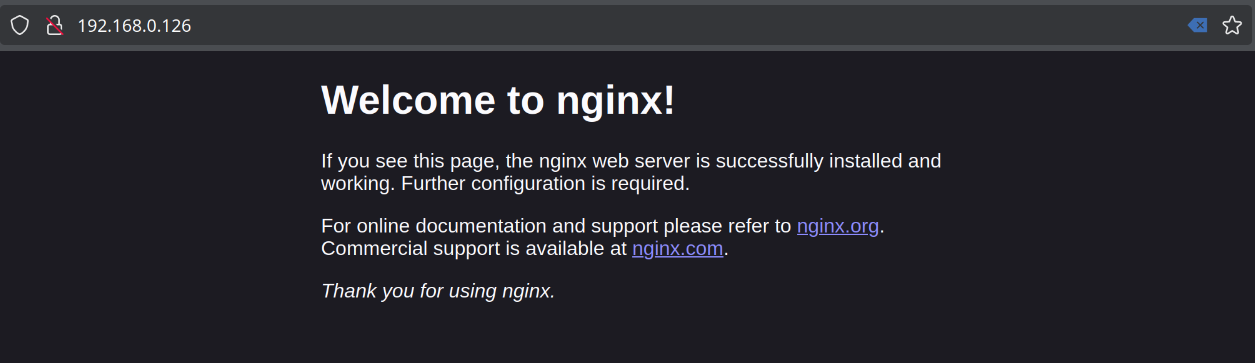 192.168.0.126
Welcome to nginx!
If you see this page, the nginx web server is successfully installed and
working. Further configuration is required.
For online documentation and support please refer to nginx.org.
Commercial support is available at nginx.com.
Thank you for using nginx.